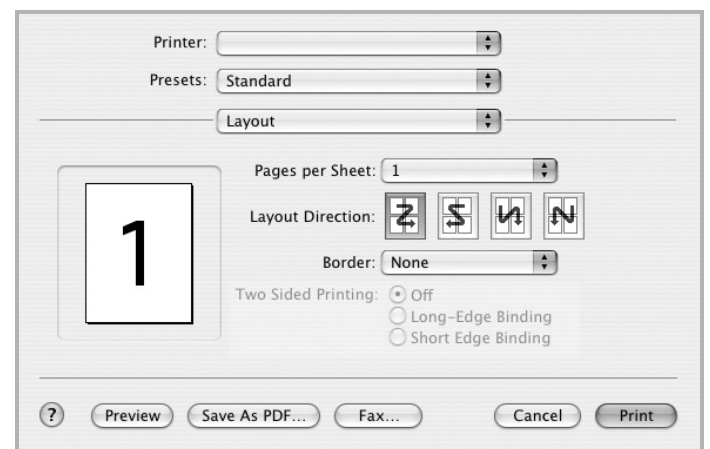 Printer:
Presets: Standard
Layout
Pages per Sheet: 1
Layout Direction:
Border: None
Two Sided Printing: Off
Long-Edge Binding
Short Edge Binding
1
? Preview Save As PDF... Fax... Cancel Print